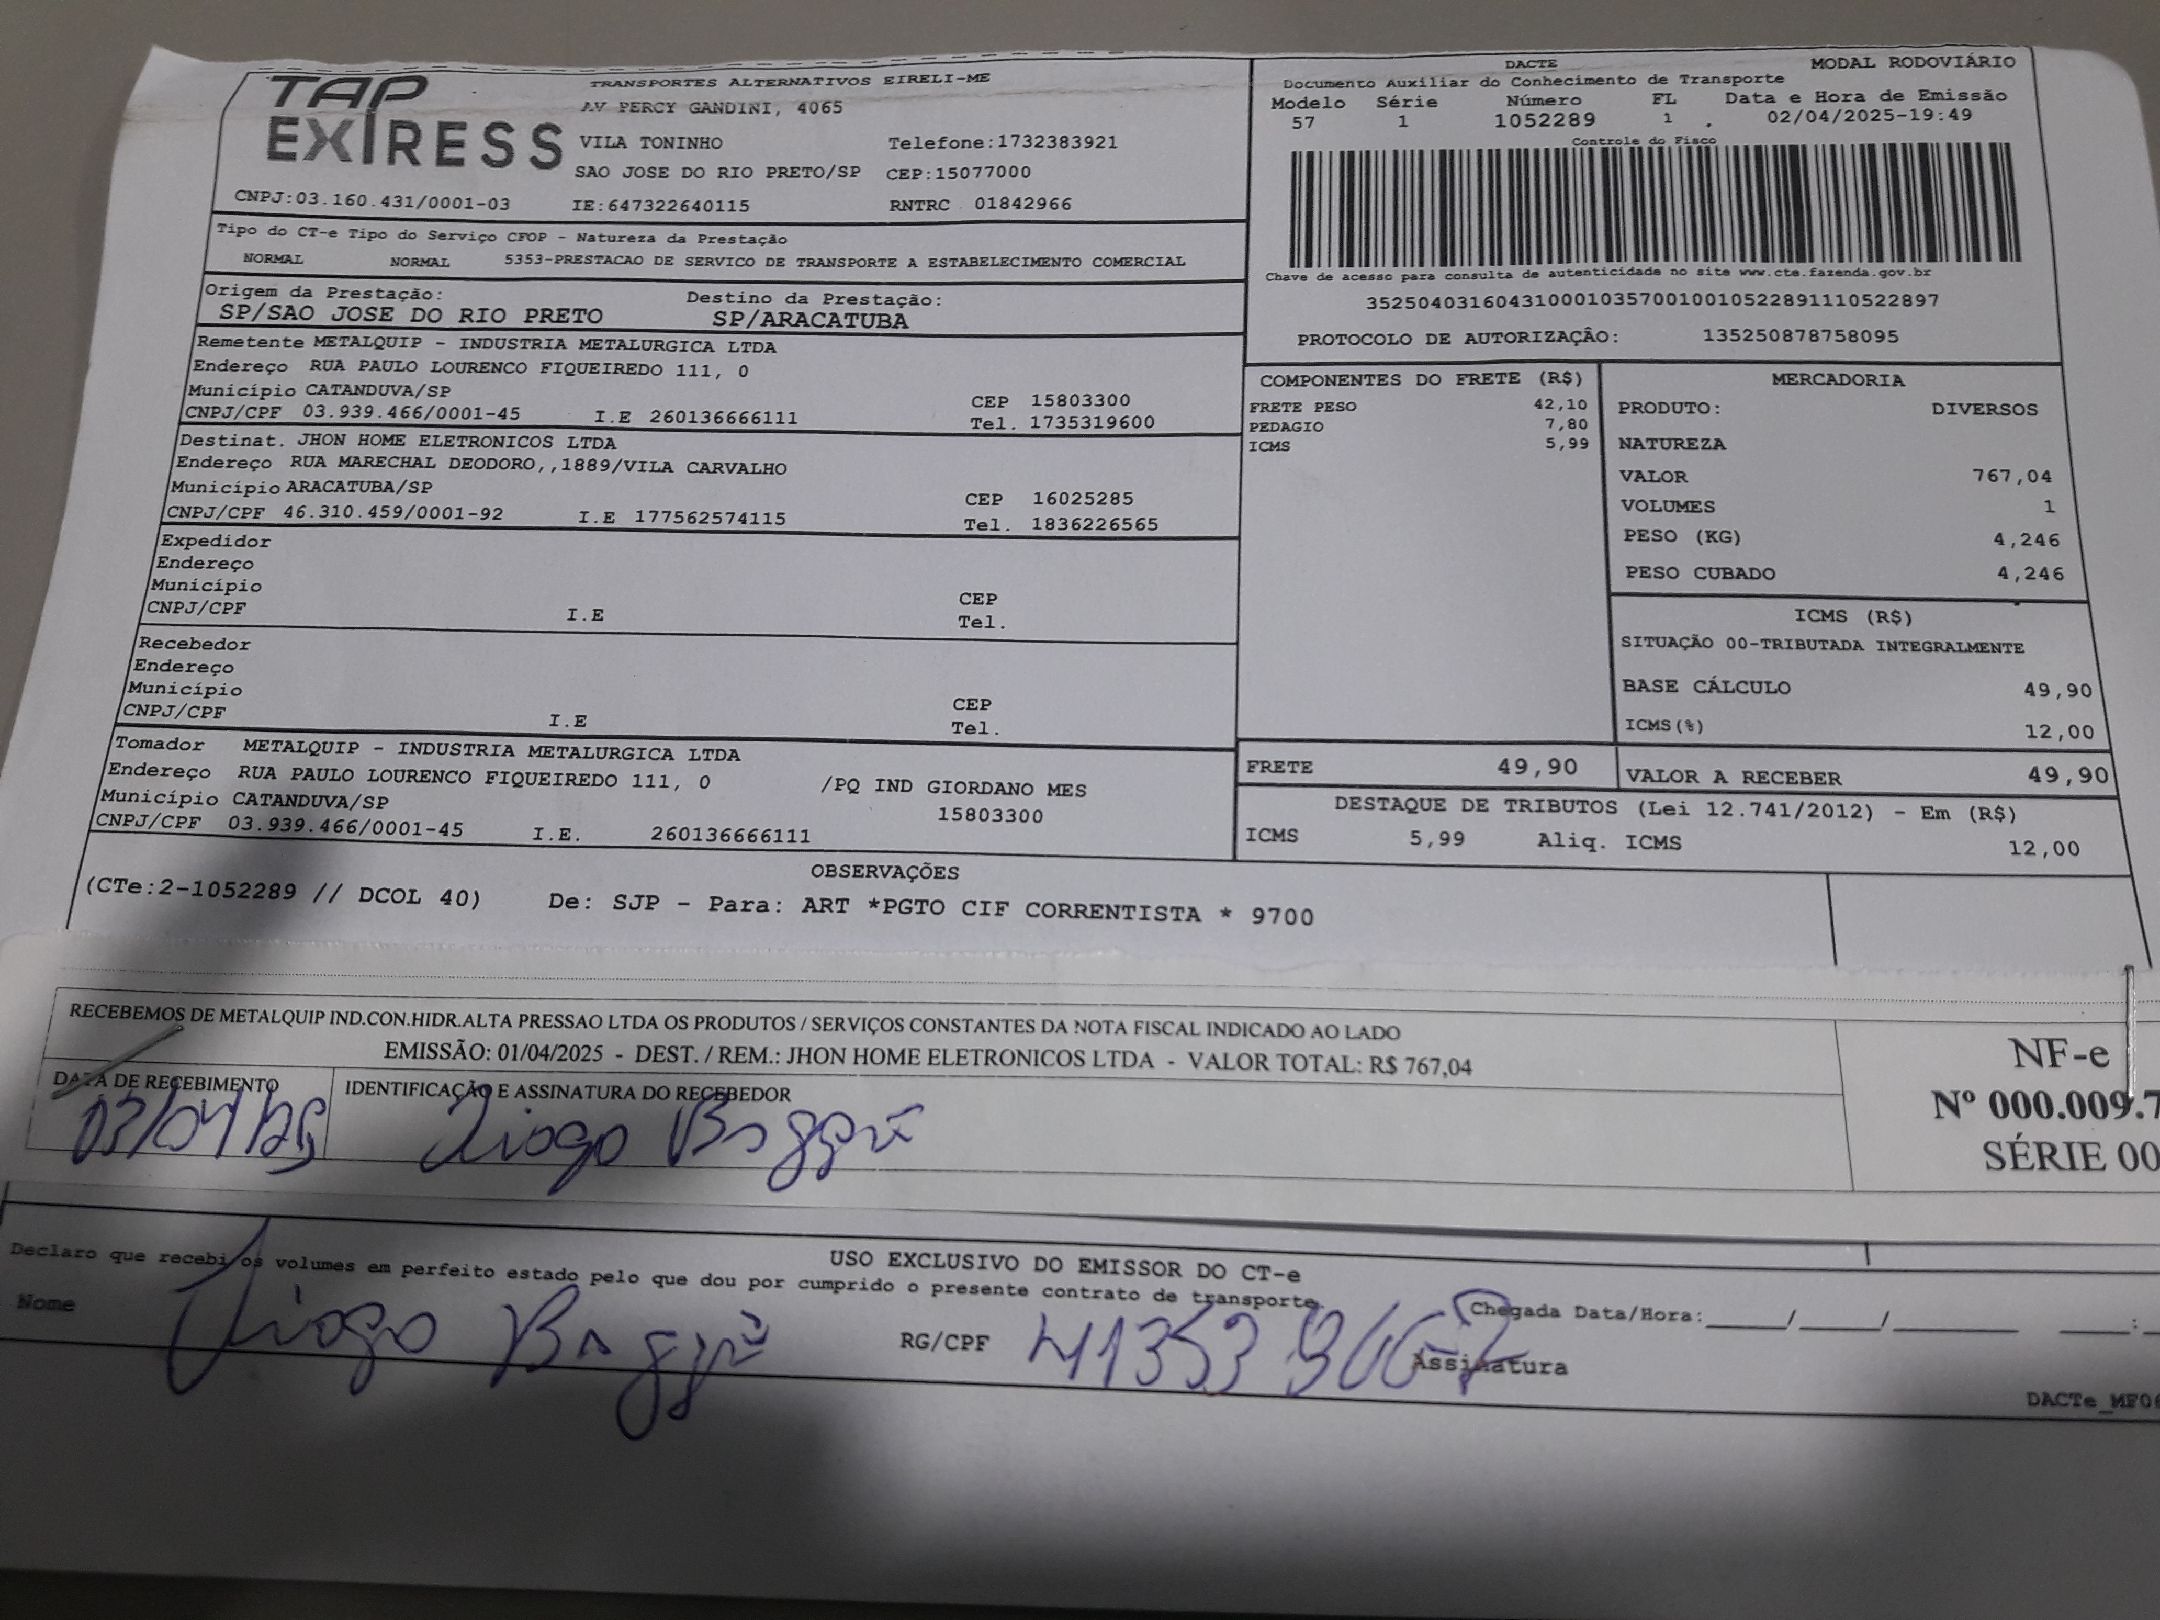 TAP
EXPRESS
TRANSPORTES ALTERNATIVOS EIRELI-ME
AV PERCY GANDINI, 4065
VILA TONINHO Telefone:1732383921
SAO JOSE DO RIO PRETO/SP CEP:15077000
CNPJ:03.160.431/0001-03 IE:647322640115 RNTRC 01842966
DACTE MODAL RODOVIÁRIO
Documento Auxiliar do Conhecimento de Transporte
Modelo Série Número FL Data e Hora de Emissão
57 1 1052289 1 . 02/04/2025-19:49
Controle do Fisco
Chave de acesso para consulta de autenticidade no site www.cte.fazenda.gov.br
35250403160431000103570010010522891110522897
PROTOCOLO DE AUTORIZAÇÂO: 135250878758095
Tipo do CT-e Tipo do Serviço CFOP - Natureza da Prestação
NORMAL NORMAL 5353-PRESTACAO DE SERVICO DE TRANSPORTE A ESTABELECIMENTO COMERCIAL
Origem da Prestação: Destino da Prestação:
SP/SAO JOSE DO RIO PRETO SP/ARACATUBA
Remetente METALQUIP - INDUSTRIA METALURGICA LTDA
Endereço RUA PAULO LOURENCO FIQUEIREDO 111, 0
Município CATANDUVA/SP CEP 15803300
CNPJ/CPF 03.939.466/0001-45 I.E 260136666111 Tel. 1735319600
Destinat. JHON HOME ELETRONICOS LTDA
Endereço RUA MARECHAL DEODORO,,1889/VILA CARVALHO
Município ARACATUBA/SP CEP 16025285
CNPJ/CPF 46.310.459/0001-92 I.E 177562574115 Tel. 1836226565
Expedidor
Endereço
Município CEP
CNPJ/CPF I.E Tel.
Recebedor
Endereço
Município CEP
CNPJ/CPF I.E Tel.
Tomador METALQUIP - INDUSTRIA METALURGICA LTDA
Endereço RUA PAULO LOURENCO FIQUEIREDO 111, 0 /PQ IND GIORDANO MES
Município CATANDUVA/SP 15803300
CNPJ/CPF 03.939.466/0001-45 I.E. 260136666111
COMPONENTES DO FRETE (R$)
FRETE PESO 42,10
PEDAGIO 7,80
ICMS 5,99
MERCADORIA
PRODUTO: DIVERSOS
NATUREZA
VALOR 767,04
VOLUMES 1
PESO (KG) 4,246
PESO CUBADO 4,246
ICMS (R$)
SITUAÇÃO 00-TRIBUTADA INTEGRALMENTE
BASE CÁLCULO 49,90
ICMS(%) 12,00
FRETE 49,90 VALOR A RECEBER 49,90
DESTAQUE DE TRIBUTOS (Lei 12.741/2012) - Em (R$)
ICMS 5,99 Aliq. ICMS 12,00
OBSERVAÇÕES
(CTe:2-1052289 // DCOL 40) De: SJP - Para: ART *PGTO CIF CORRENTISTA * 9700
RECEBEMOS DE METALQUIP IND.CON.HIDR.ALTA PRESSAO LTDA OS PRODUTOS / SERVIÇOS CONSTANTES DA NOTA FISCAL INDICADO AO LADO
EMISSÃO: 01/04/2025 - DEST. / REM.: JHON HOME ELETRONICOS LTDA - VALOR TOTAL: R$ 767,04
DATA DE RECEBIMENTO IDENTIFICAÇÃO E ASSINATURA DO RECEBEDOR
03/04/25 Diogo
NF-e
Nº 000.009.7
SÉRIE 00
USO EXCLUSIVO DO EMISSOR DO CT-e
Declaro que recebi os volumes em perfeito estado pelo que dou por cumprido o presente contrato de transporte.
Nome Diogo RG/CPF Chegada Data/Hora:____/____/______ ___:
Assinatura
DACTe_MF06